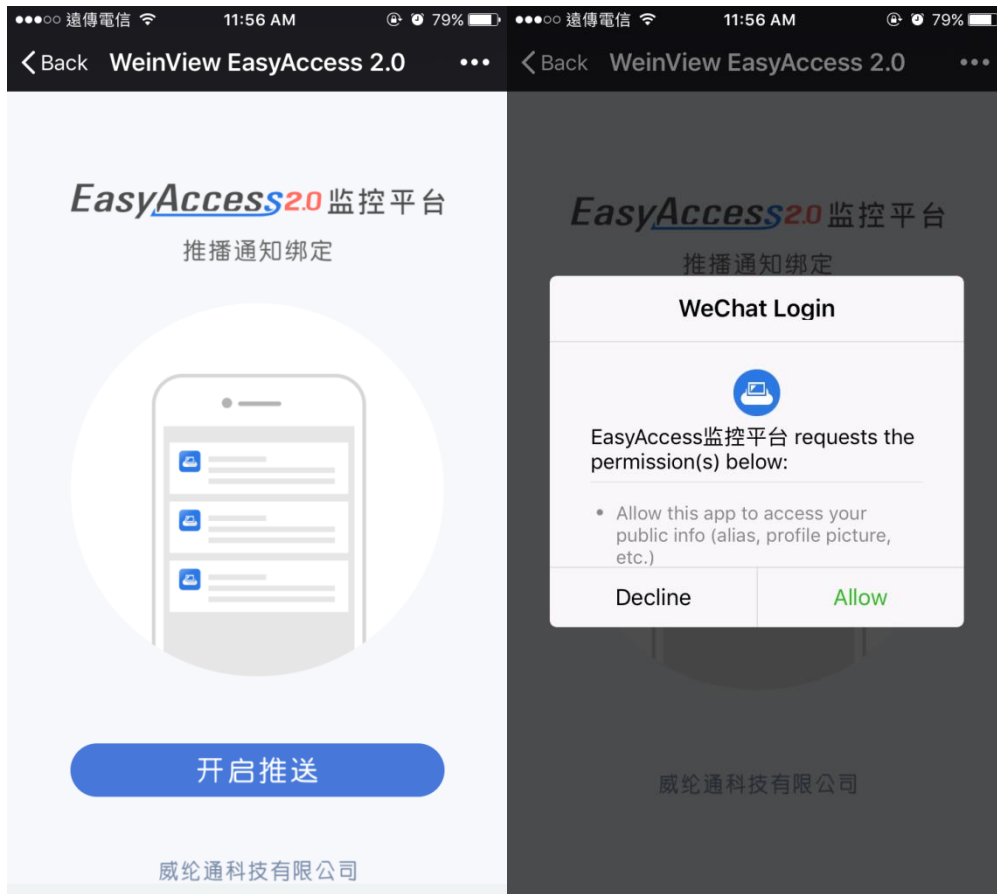 遠傳電信 11:56 AM 79%
Back WeinView EasyAccess 2.0
EasyAccess2.0监控平台
推播通知绑定
开启推送
威纶通科技有限公司
遠傳電信 11:56 AM 79%
Back WeinView EasyAccess 2.0
EasyAccess2.0监控平台
推播通知绑定
WeChat Login
EasyAccess监控平台 requests the
permission(s) below:
• Allow this app to access your
public info (alias, profile picture,
etc.)
Decline Allow
威纶通科技有限公司